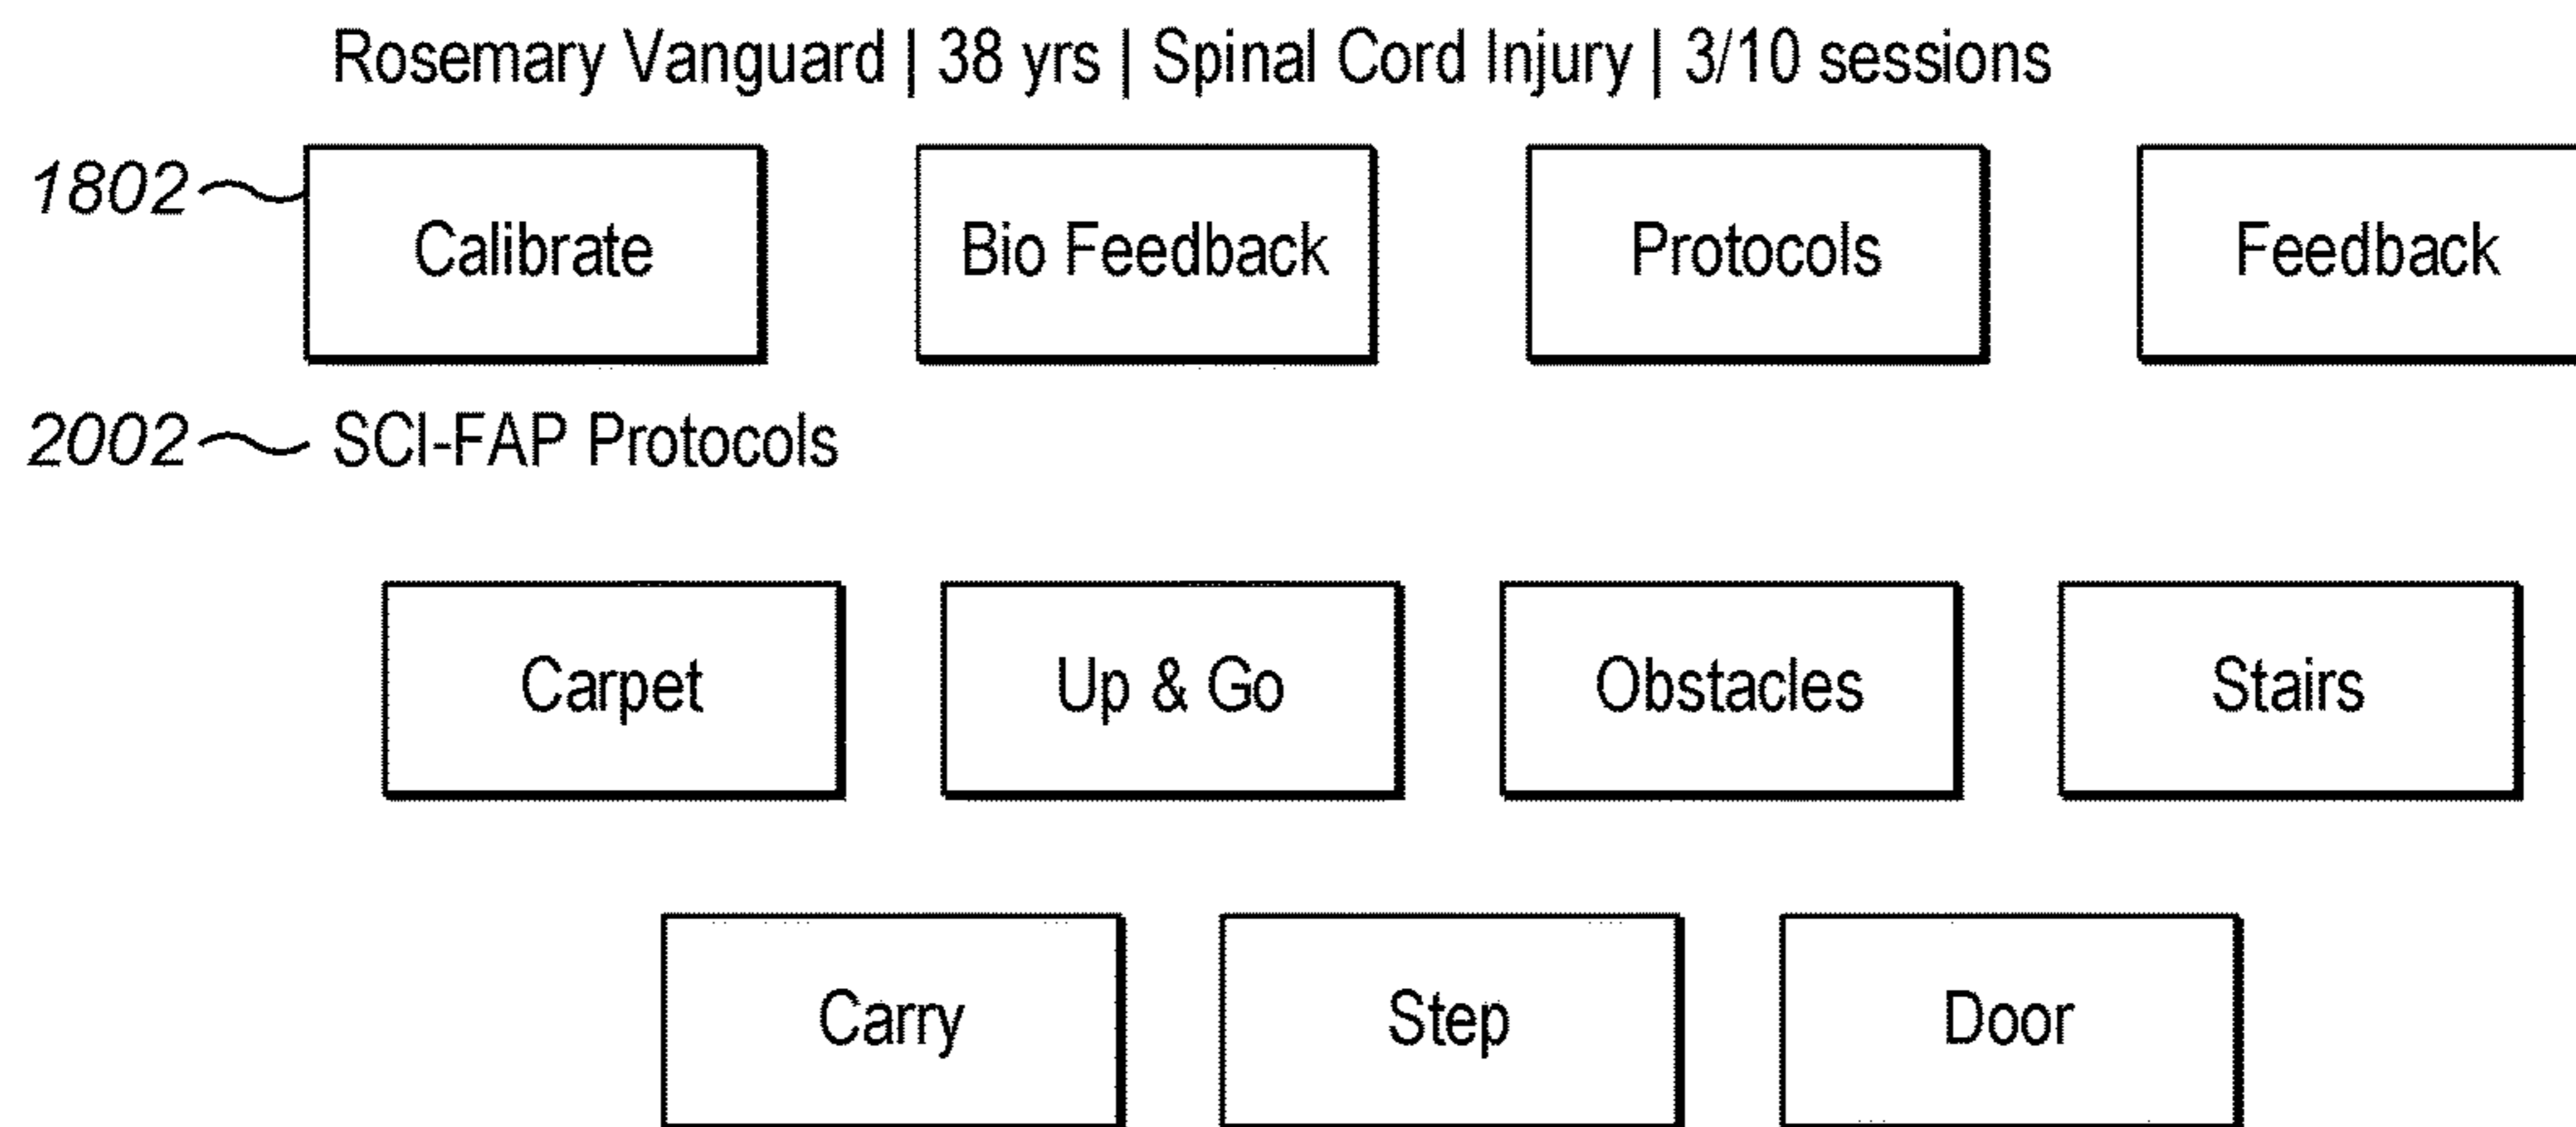 Rosemary Vanguard | 38 yrs | Spinal Cord Injury | 3/10 sessions
1802 Calibrate Bio Feedback Protocols Feedback
2002 SCI-FAP Protocols
Carpet Up & Go Obstacles Stairs
Carry Step Door